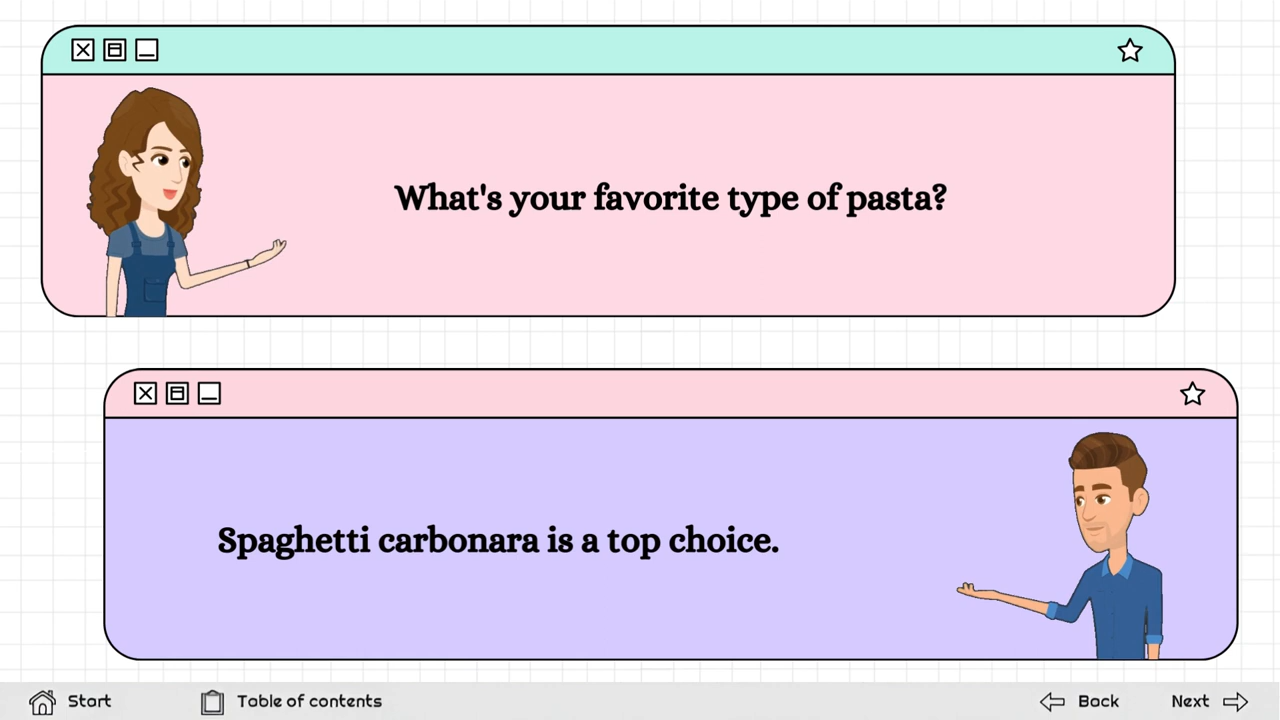 What's your favorite type of pasta?
Spaghetti carbonara is a top choice.
Start
Table of contents
Back
Next